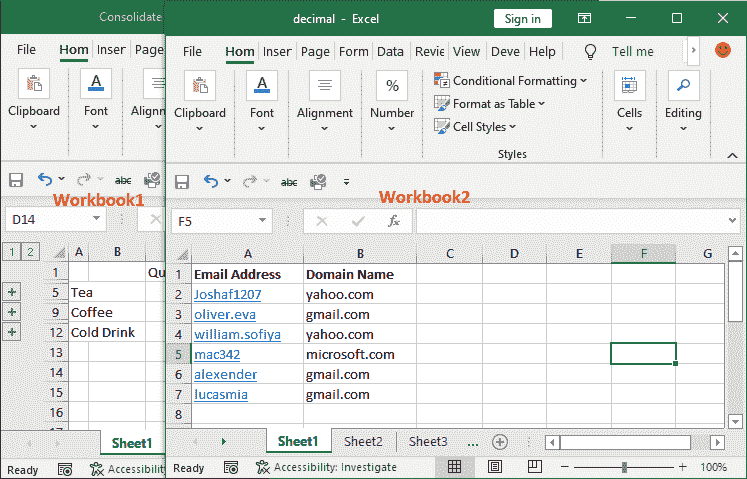 Consolidate
decimal - Excel
Sign in
File Hom Inser Page
File Hom Inser Page Form Data Revie View Deve Help Tell me
Clipboard Font Alignn
Clipboard Font Alignment % Number
Conditional Formatting
Format as Table
Cell Styles
Styles
Cells Editing
abc
abc
Workbook1
Workbook2
D14
F5 fx
1 2 A B
A B C D E F G
1 Qu
5 Tea
9 Coffee
12 Cold Drink
13
14
15
16
1 Email Address Domain Name
2 Joshaf1207 yahoo.com
3 oliver.eva gmail.com
4 william.sofiya yahoo.com
5 mac342 microsoft.com
6 alexender gmail.com
7 lucasmia gmail.com
8
Sheet1
Sheet1 Sheet2 Sheet3 ...
Ready Accessibility
Ready Accessibility: Investigate 100%